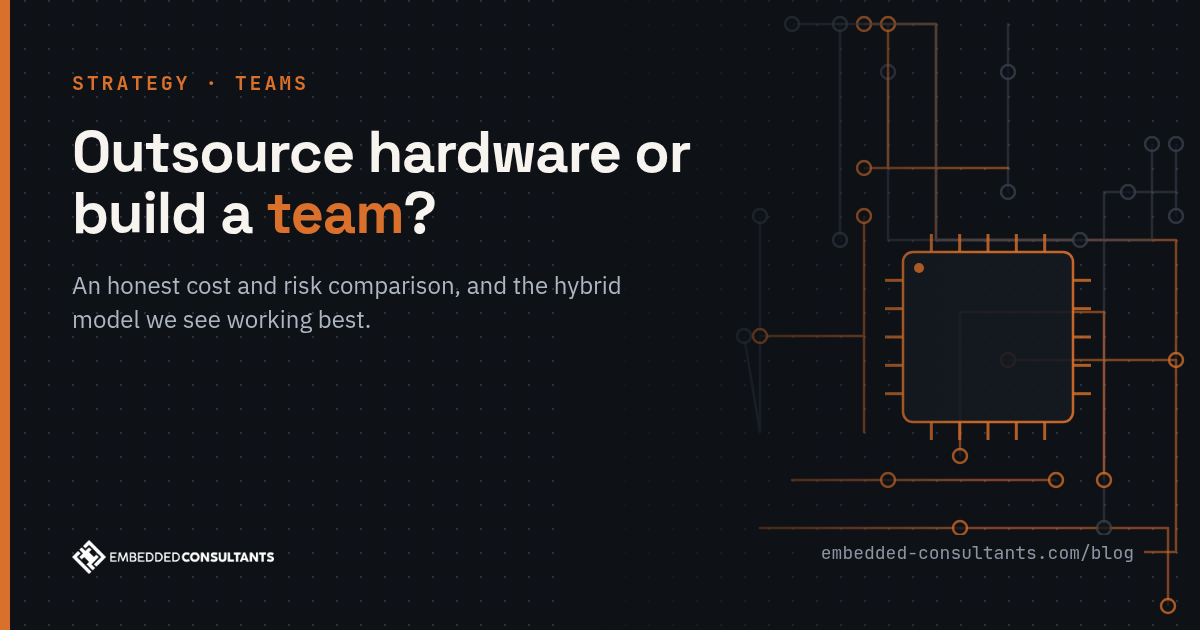 STRATEGY · TEAMS
Outsource hardware or
build a team?
An honest cost and risk comparison, and the hybrid
model we see working best.
EMBEDDEDCONSULTANTS
embedded-consultants.com/blog